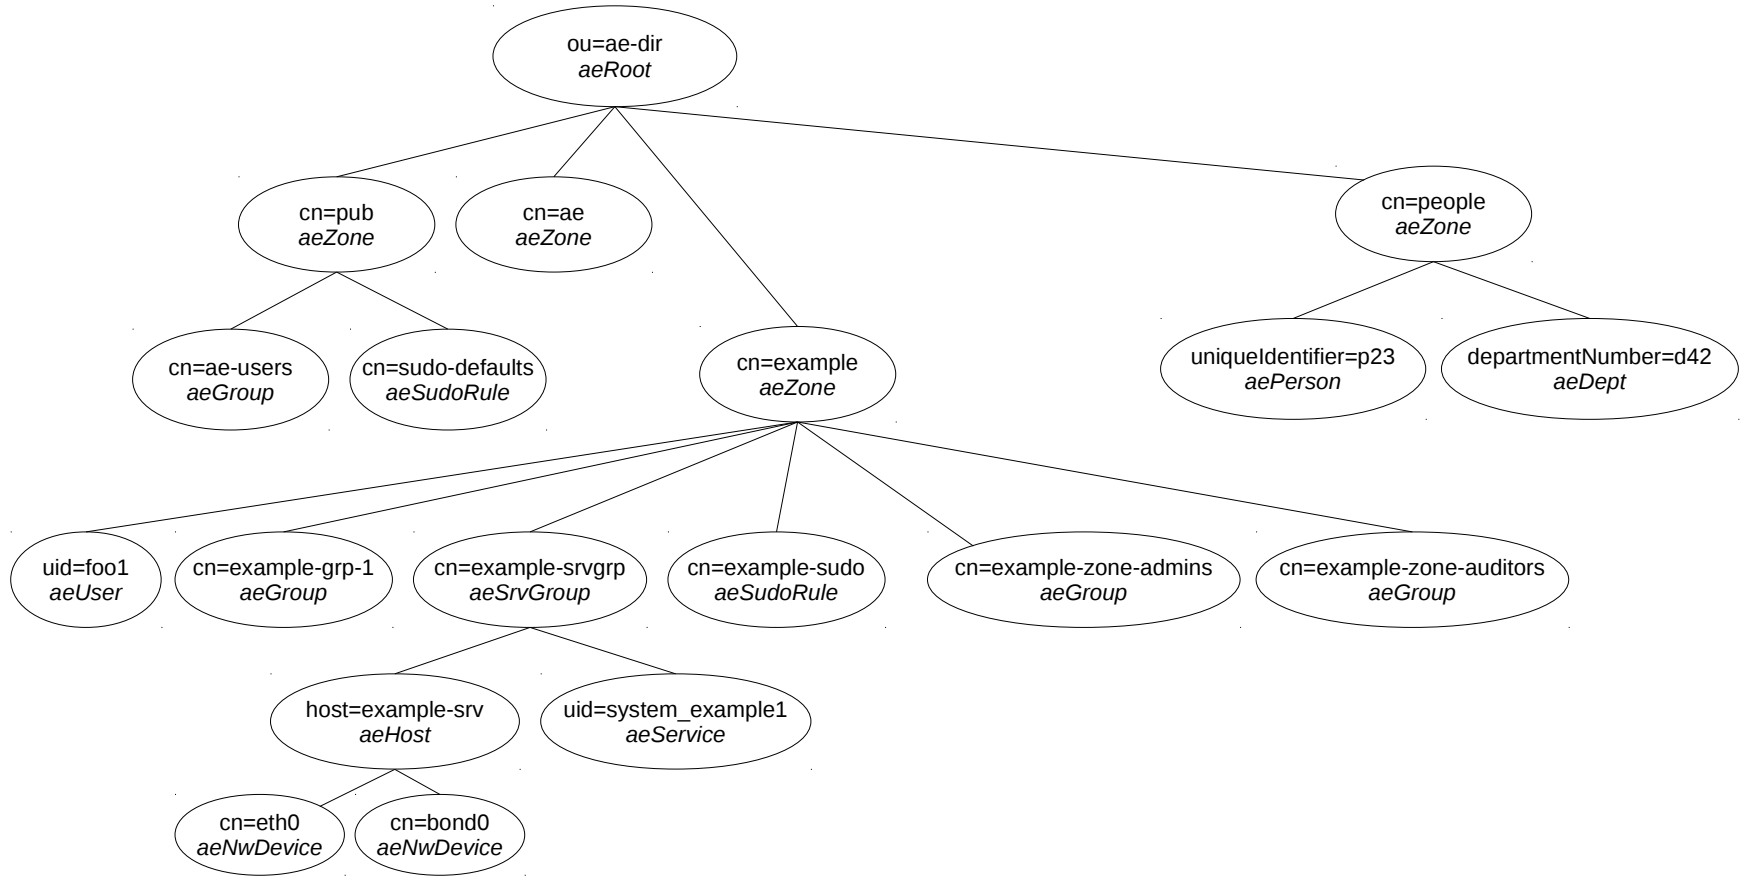 ou=ae-dir
aeRoot
cn=pub
aeZone
cn=ae
aeZone
cn=people
aeZone
cn=ae-users
aeGroup
cn=sudo-defaults
aeSudoRule
cn=example
aeZone
uniqueIdentifier=p23
aePerson
departmentNumber=d42
aeDept
uid=foo1
aeUser
cn=example-grp-1
aeGroup
cn=example-srvgrp
aeSrvGroup
cn=example-sudo
aeSudoRule
cn=example-zone-admins
aeGroup
cn=example-zone-auditors
aeGroup
host=example-srv
aeHost
uid=system_example1
aeService
cn=eth0
aeNwDevice
cn=bond0
aeNwDevice